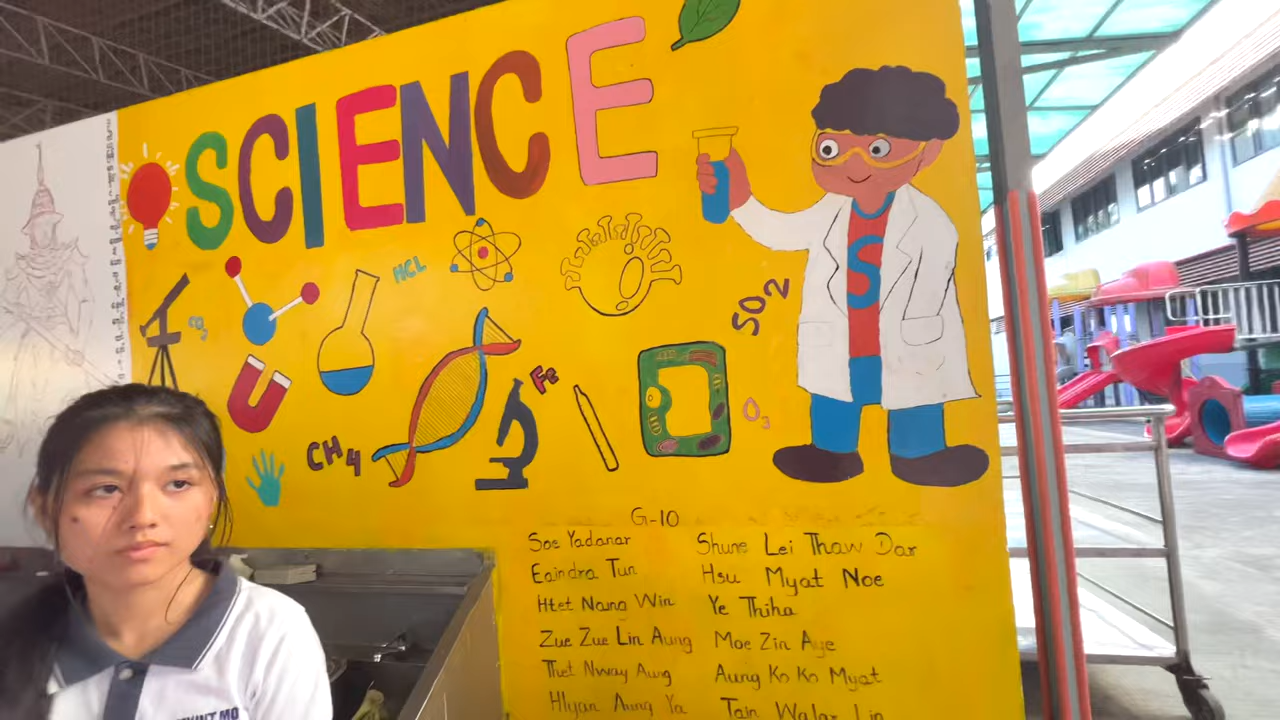 SCIENCE
HCL
Fe
SO2
O3
CH4
S
G-10
Soe Yadanar
Eaindra Tun
Htet Naung Win
Zue Zue Lin Aung
Thet Nway Aung
Hlyan Aung Ya
Shune Lei Thaw Dar
Hsu Myat Noe
Ye Thiha
Moe Zin Aye
Aung Ko Ko Myat